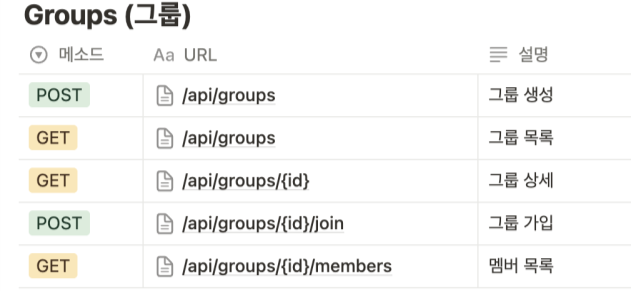 Groups (그룹)
메소드 Aa URL 설명
POST /api/groups 그룹 생성
GET /api/groups 그룹 목록
GET /api/groups/{id} 그룹 상세
POST /api/groups/{id}/join 그룹 가입
GET /api/groups/{id}/members 멤버 목록